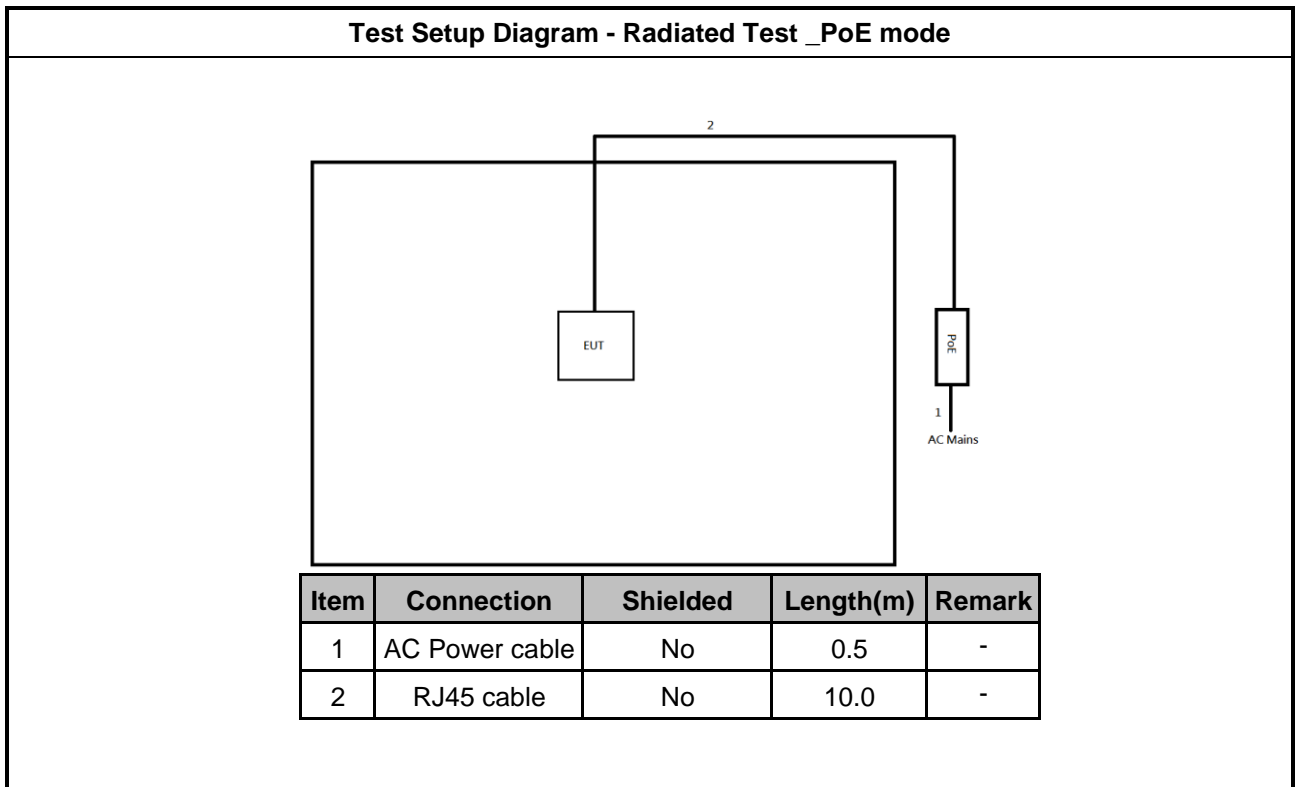 Test Setup Diagram - Radiated Test _PoE mode
2
EUT
PoE
1
AC Mains
Item Connection Shielded Length(m) Remark
1 AC Power cable No 0.5 -
2 RJ45 cable No 10.0 -